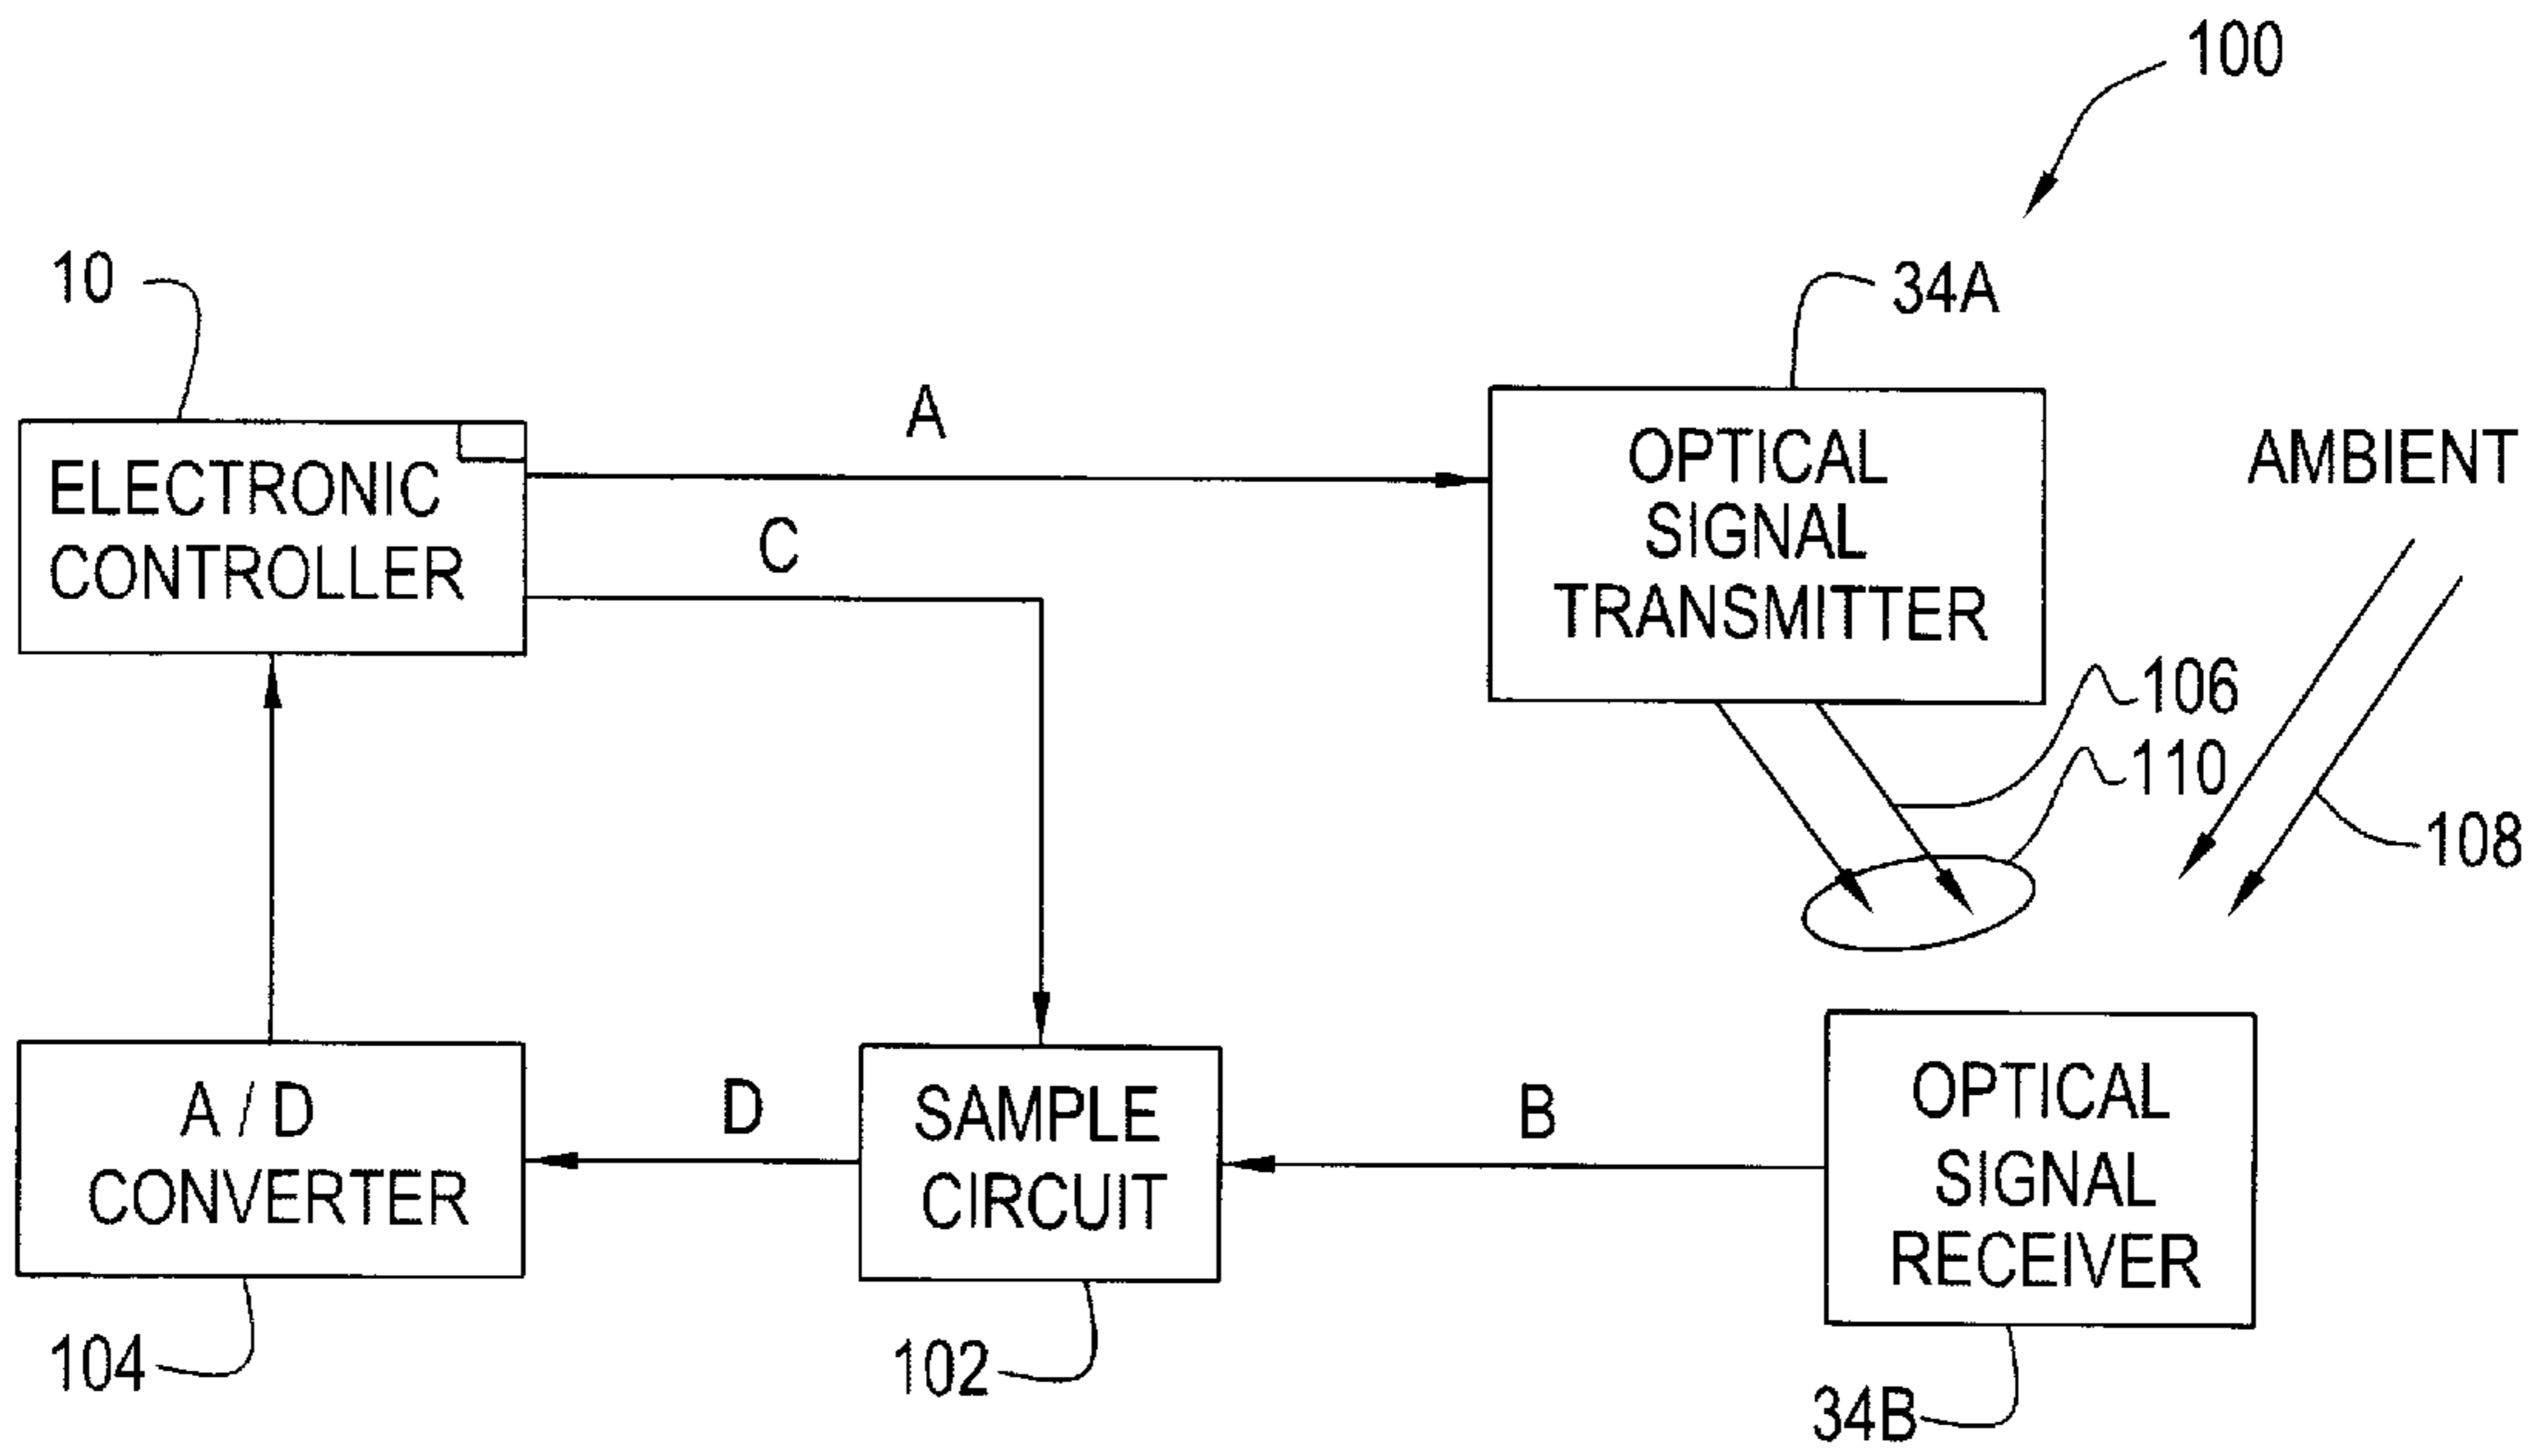 100
10
34A
A
ELECTRONIC
CONTROLLER
C
OPTICAL
SIGNAL
TRANSMITTER
AMBIENT
106
110
108
A / D
CONVERTER
D
SAMPLE
CIRCUIT
B
OPTICAL
SIGNAL
RECEIVER
104
102
34B